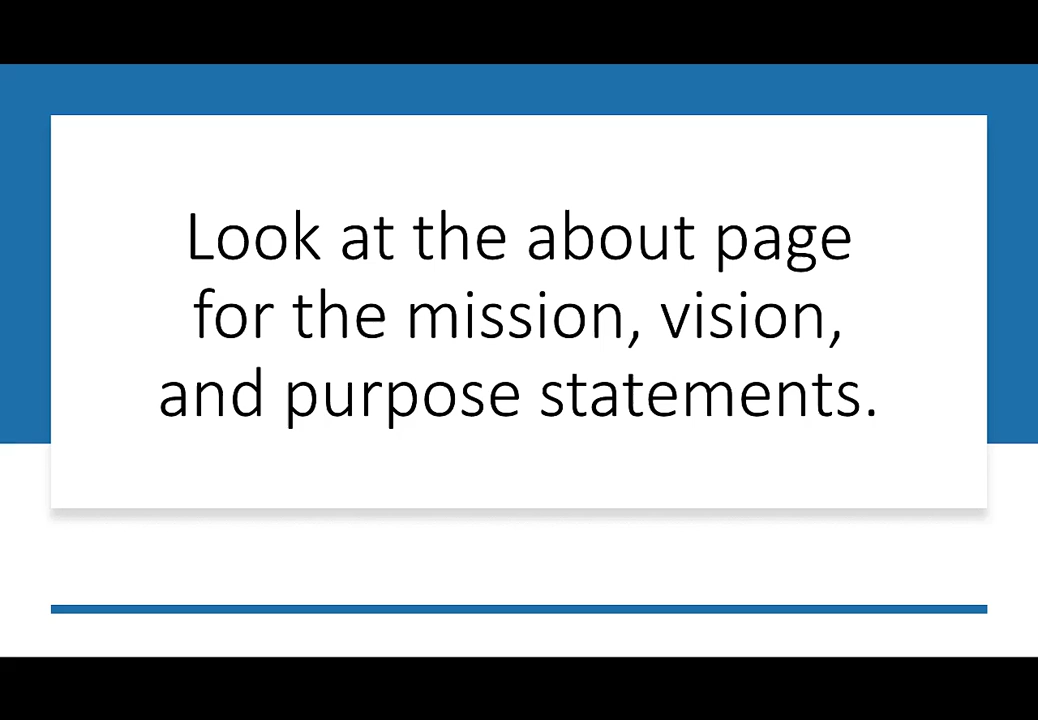 Look at the about page
for the mission, vision,
and purpose statements.